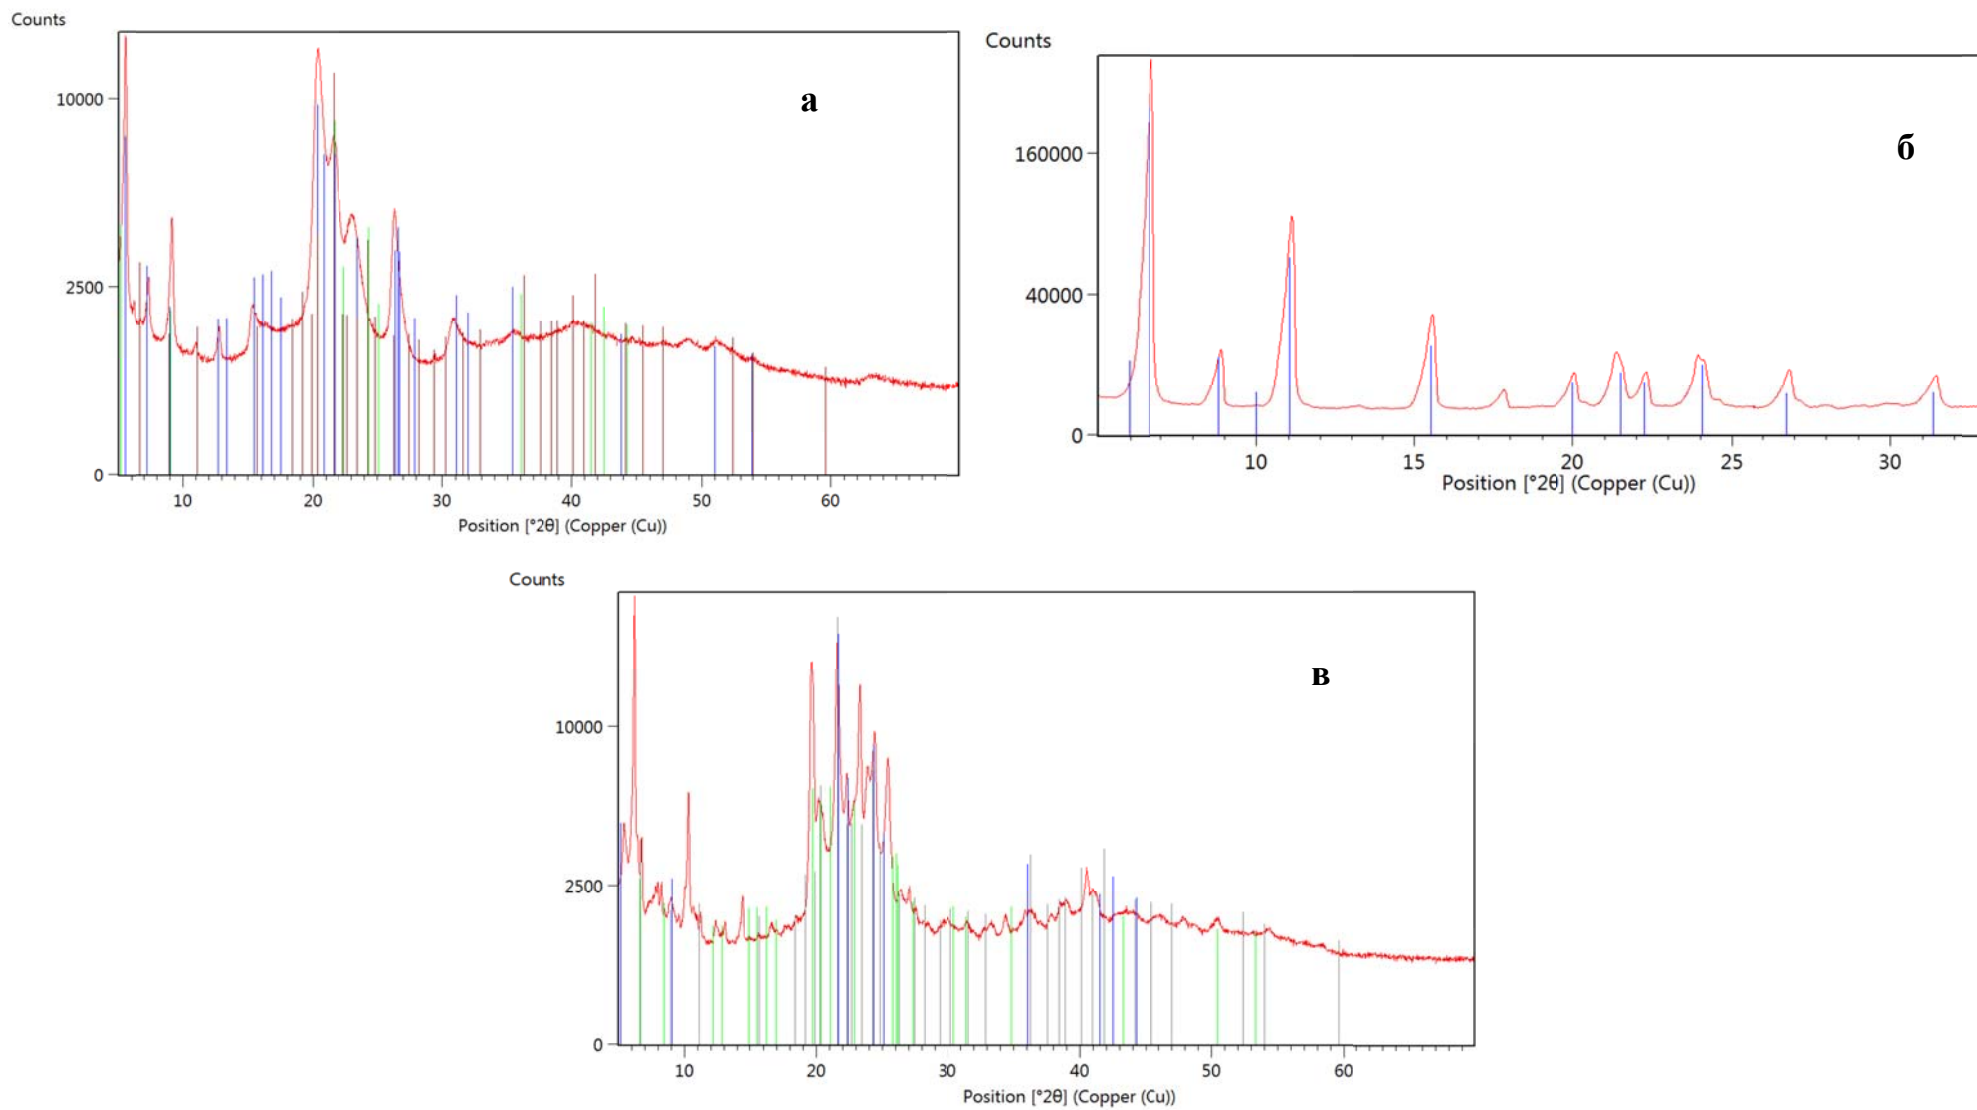 Counts
а
10000
2500
0
10 20 30 40 50 60
Position [°2θ] (Copper (Cu))
Counts
б
160000
40000
0
10 15 20 25 30
Position [°2θ] (Copper (Cu))
Counts
в
10000
2500
0
10 20 30 40 50 60
Position [°2θ] (Copper (Cu))